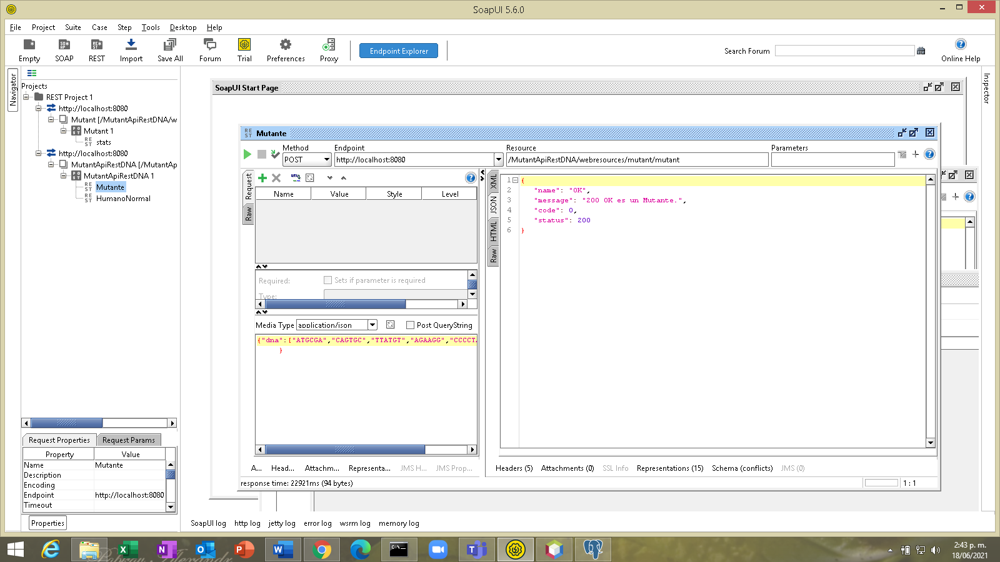 SoapUI 5.6.0
File Project Suite Case Step Tools Desktop Help
Empty SOAP REST Import Save All Forum Trial Preferences Proxy Endpoint Explorer Search Forum Online Help
Navigator
Projects
REST Project 1
http://localhost:8080
Mutant [/MutantApiRestDNA/w
Mutant 1
stats
http://localhost:8080
MutantApiRestDNA [/MutantAp
MutantApiRestDNA 1
Mutante
HumanoNormal
Request Properties Request Params
Property Value
Name Mutante
Description
Encoding
Endpoint http://localhost:8080
Timeout
Properties
SoapUI Start Page
Inspector
Mutante
Method Endpoint Resource Parameters
POST http://localhost:8080 /MutantApiRestDNA/webresources/mutant/mutant
Request
Raw
Name Value Style Level
Required: Sets if parameter is required
Type:
Media Type application/json Post QueryString
{"dna":["ATGCGA","CAGTGC","TTATGT","AGAAGG","CCCCTA
}
A... Head... Attachm... Representa... JMS H... JMS Prop...
XML
JSON
HTML
Raw
1 {
2 "name": "OK",
3 "message": "200 OK es un Mutante.",
4 "code": 0,
5 "status": 200
6 }
Headers (5) Attachments (0) SSL Info Representations (15) Schema (conflicts) JMS (0)
response time: 22921ms (94 bytes) 1 : 1
SoapUI log http log jetty log error log wsrm log memory log
2:43 p. m.
18/06/2021